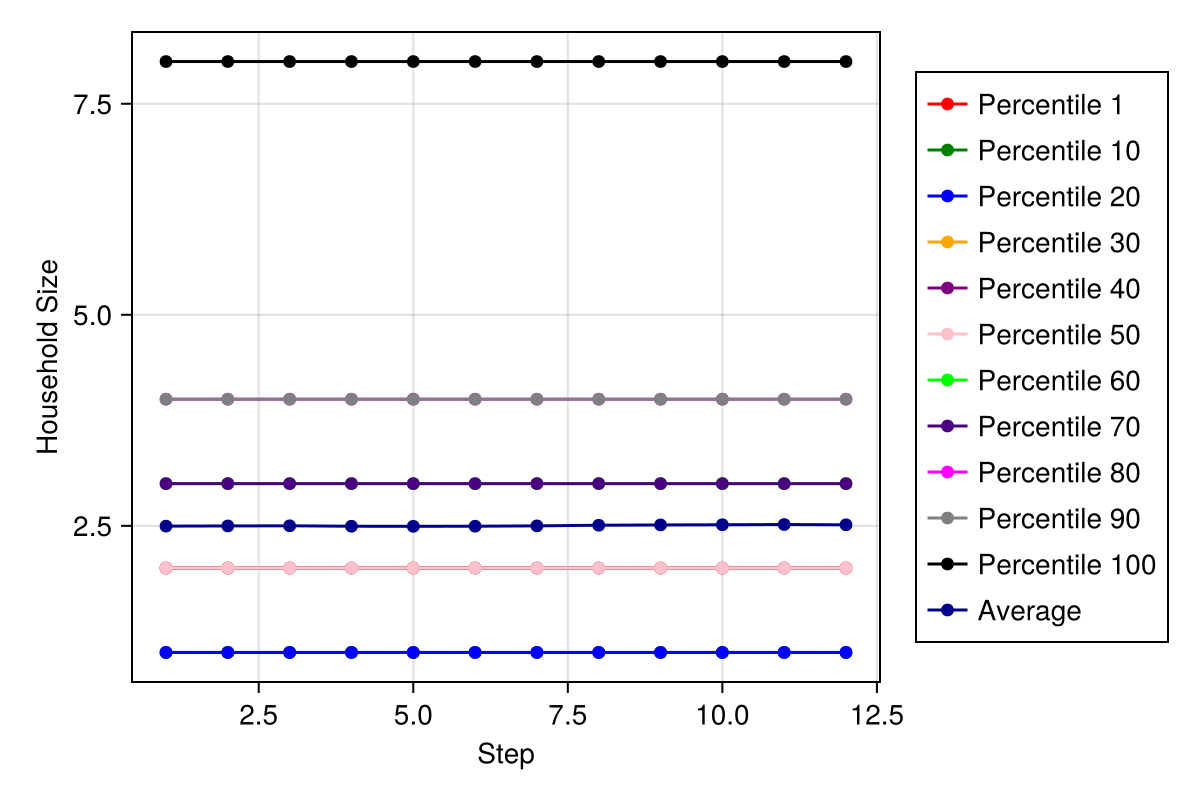 7.5
5.0
2.5
Household Size
2.5 5.0 7.5 10.0 12.5
Step
Percentile 1
Percentile 10
Percentile 20
Percentile 30
Percentile 40
Percentile 50
Percentile 60
Percentile 70
Percentile 80
Percentile 90
Percentile 100
Average